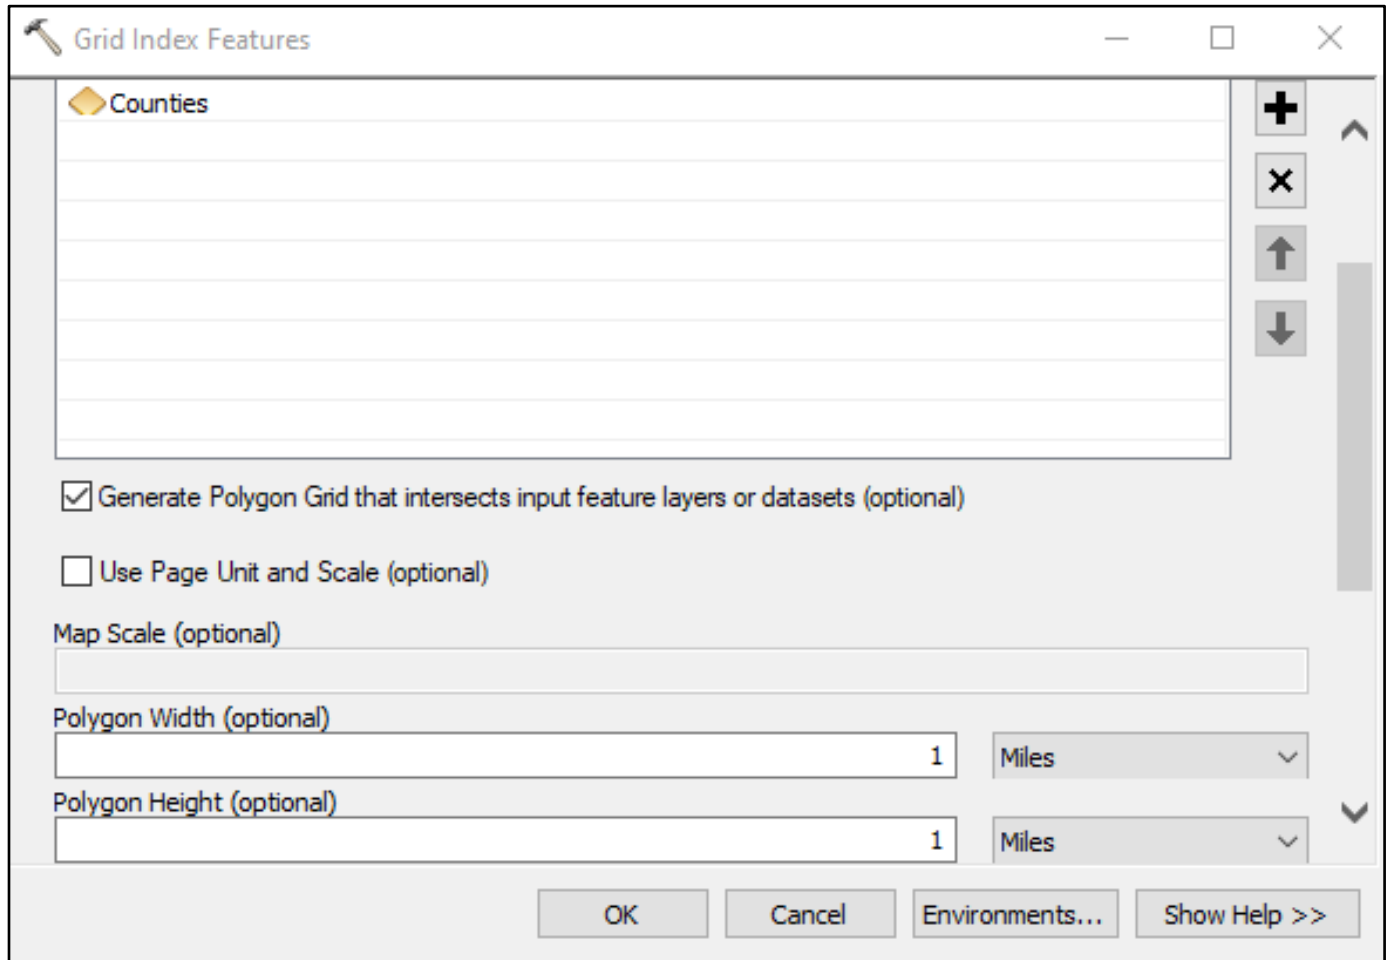 Grid Index Features
Counties
Generate Polygon Grid that intersects input feature layers or datasets (optional)
Use Page Unit and Scale (optional)
Map Scale (optional)
Polygon Width (optional)
1 Miles
Polygon Height (optional)
1 Miles
OK Cancel Environments... Show Help >>